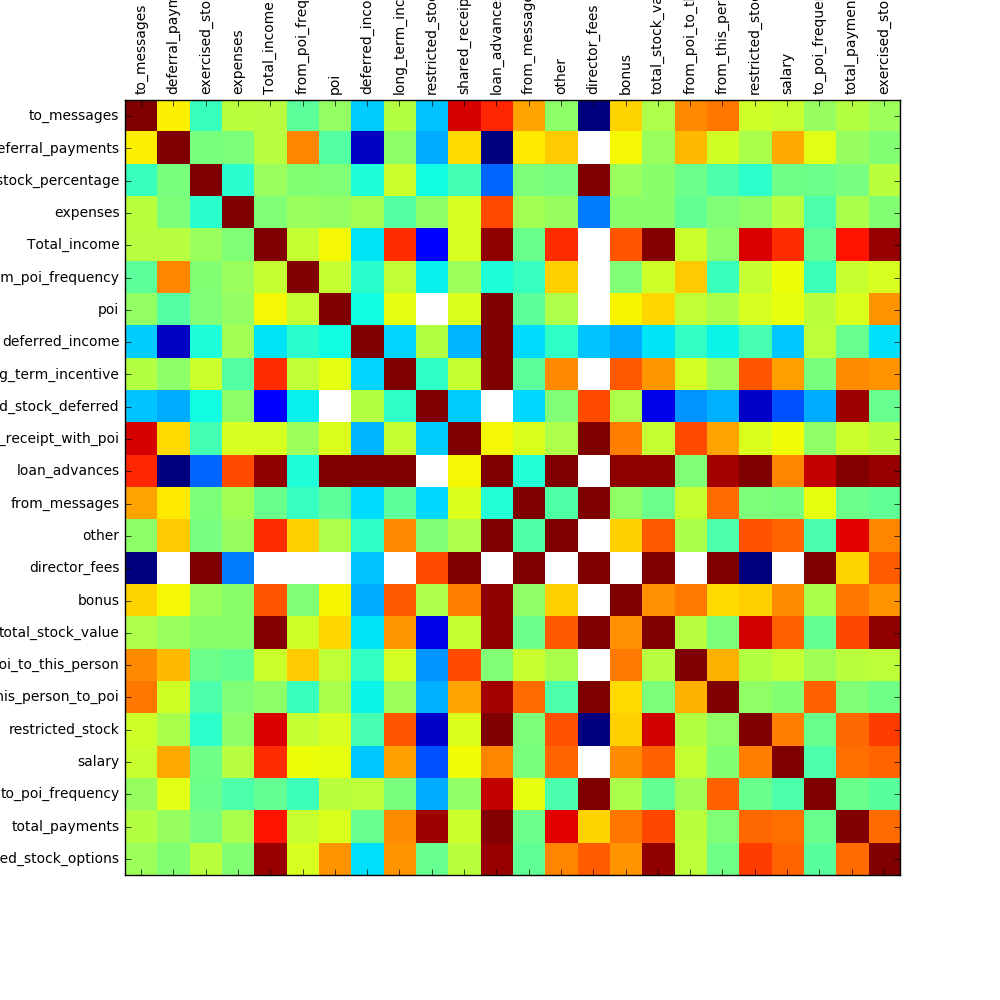 to_messages
deferral_paym
exercised_sto
expenses
Total_income
from_poi_freq
poi
deferred_inco
long_term_inc
restricted_sto
shared_receip
loan_advance
from_message
other
director_fees
bonus
total_stock_va
from_poi_to_t
from_this_per
restricted_sto
salary
to_poi_freque
total_paymen
exercised_sto
to_messages
eferral_payments
stock_percentage
expenses
Total_income
m_poi_frequency
poi
deferred_income
g_term_incentive
d_stock_deferred
_receipt_with_poi
loan_advances
from_messages
other
director_fees
bonus
total_stock_value
oi_to_this_person
his_person_to_poi
restricted_stock
salary
to_poi_frequency
total_payments
ed_stock_options